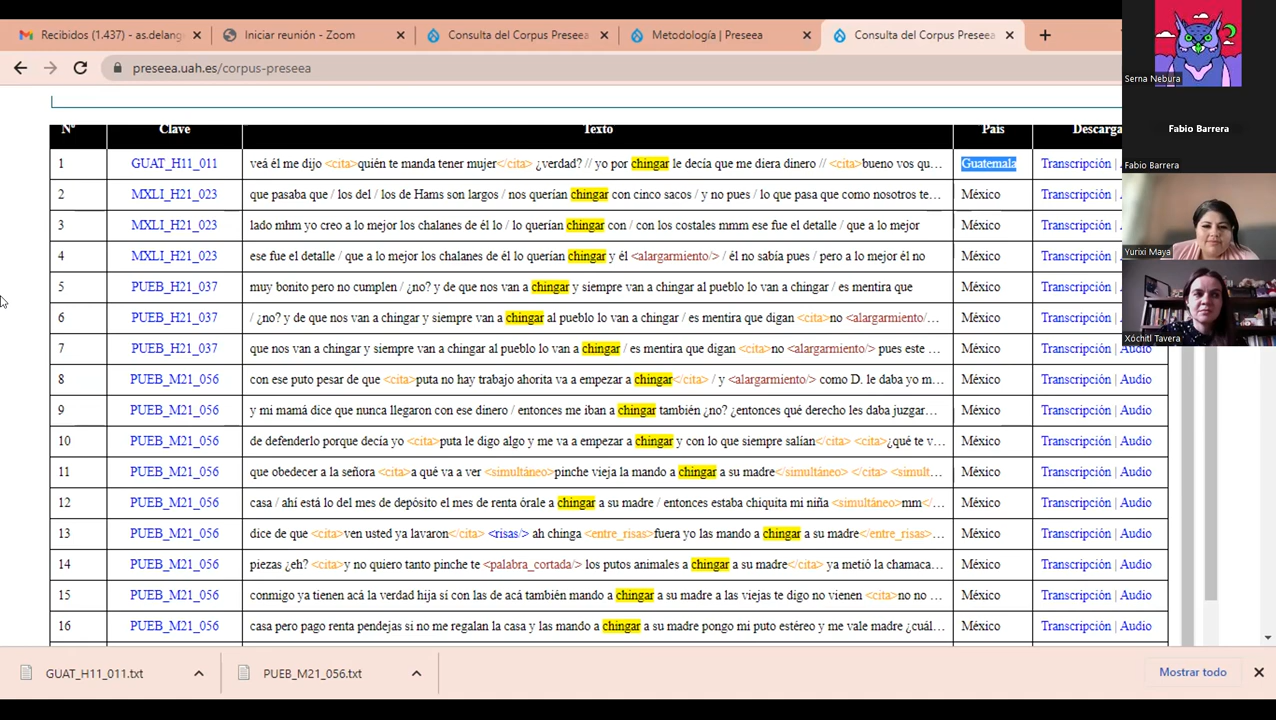 Recibidos (1.437) - as.delang
Iniciar reunión - Zoom
Consulta del Corpus Preseea
Metodología | Preseea
Consulta del Corpus Preseea
preseea.uah.es/corpus-preseea
Nº Clave Texto País Descarga
1 GUAT_H11_011 veá él me dijo <cita>quién te manda tener mujer</cita> ¿verdad? // yo por chingar le decía que me diera dinero // <cita>bueno vos qu... Guatemala Transcripción |
2 MXLI_H21_023 que pasaba que / los del / los de Hams son largos / nos querían chingar con cinco sacos / y no pues / lo que pasa que como nosotros te... México Transcripción |
3 MXLI_H21_023 lado mhm yo creo a lo mejor los chalanes de él lo / lo querían chingar con / con los costales mmm ese fue el detalle / que a lo mejor México Transcripción |
4 MXLI_H21_023 ese fue el detalle / que a lo mejor los chalanes de él lo querían chingar y él <alargarmiento/> / él no sabía pues / pero a lo mejor él no México Transcripción |
5 PUEB_H21_037 muy bonito pero no cumplen / ¿no? y de que nos van a chingar y siempre van a chingar al pueblo lo van a chingar / es mentira que México Transcripción |
6 PUEB_H21_037 / ¿no? y de que nos van a chingar y siempre van a chingar al pueblo lo van a chingar / es mentira que digan <cita>no <alargarmiento/... México Transcripción |
7 PUEB_H21_037 que nos van a chingar y siempre van a chingar al pueblo lo van a chingar / es mentira que digan <cita>no <alargarmiento/> pues este ... México Transcripción | Audio
8 PUEB_M21_056 con ese puto pesar de que <cita>puta no hay trabajo ahorita va a empezar a chingar</cita> / y <alargarmiento/> como D. le daba yo m... México Transcripción | Audio
9 PUEB_M21_056 y mi mamá dice que nunca llegaron con ese dinero / entonces me iban a chingar también ¿no? ¿entonces qué derecho les daba juzgar... México Transcripción | Audio
10 PUEB_M21_056 de defenderlo porque decía yo <cita>puta le digo algo y me va a empezar a chingar y con lo que siempre salían</cita> <cita>¿qué te v... México Transcripción | Audio
11 PUEB_M21_056 que obedecer a la señora <cita>a qué va a ver <simultáneo>pinche vieja la mando a chingar a su madre</simultáneo> </cita> <simult... México Transcripción | Audio
12 PUEB_M21_056 casa / ahí está lo del mes de depósito el mes de renta órale a chingar a su madre / entonces estaba chiquita mi niña <simultáneo>mm</... México Transcripción | Audio
13 PUEB_M21_056 dice de que <cita>ven usted ya lavaron</cita> <risas/> ah chinga <entre_risas>fuera yo las mando a chingar a su madre</entre_risas>... México Transcripción | Audio
14 PUEB_M21_056 piezas ¿eh? <cita>y no quiero tanto pinche te <palabra_cortada/> los putos animales a chingar a su madre</cita> ya metió la chamaca... México Transcripción | Audio
15 PUEB_M21_056 conmigo ya tienen acá la verdad hija sí con las de acá también mando a chingar a su madre a las viejas te digo no vienen <cita>no no ... México Transcripción | Audio
16 PUEB_M21_056 casa pero pago renta pendejas si no me regalan la casa y las mando a chingar a su madre pongo mi puto estéreo y me vale madre ¿cuál... México Transcripción | Audio
GUAT_H11_011.txt
PUEB_M21_056.txt
Mostrar todo
Serna Nebura
Fabio Barrera
Fabio Barrera
Yurixi Maya
Xóchitl Tavera